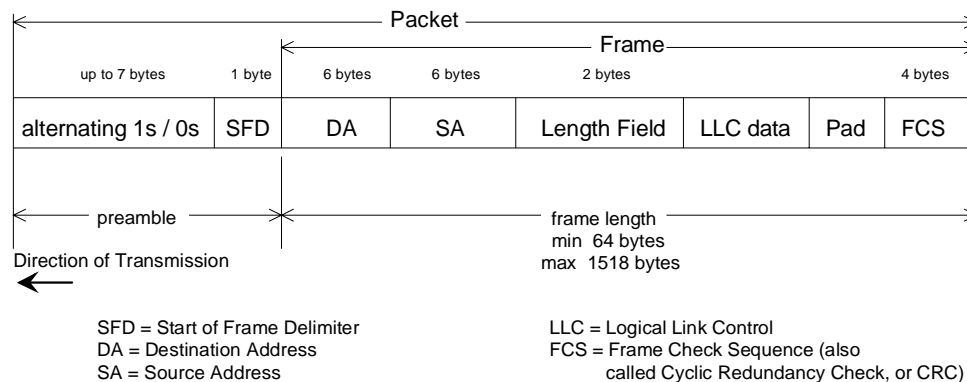 Packet
Frame
up to 7 bytes 1 byte 6 bytes 6 bytes 2 bytes 4 bytes
alternating 1s / 0s SFD DA SA Length Field LLC data Pad FCS
preamble frame length
min 64 bytes
max 1518 bytes
Direction of Transmission
SFD = Start of Frame Delimiter
DA = Destination Address
SA = Source Address
LLC = Logical Link Control
FCS = Frame Check Sequence (also
called Cyclic Redundancy Check, or CRC)